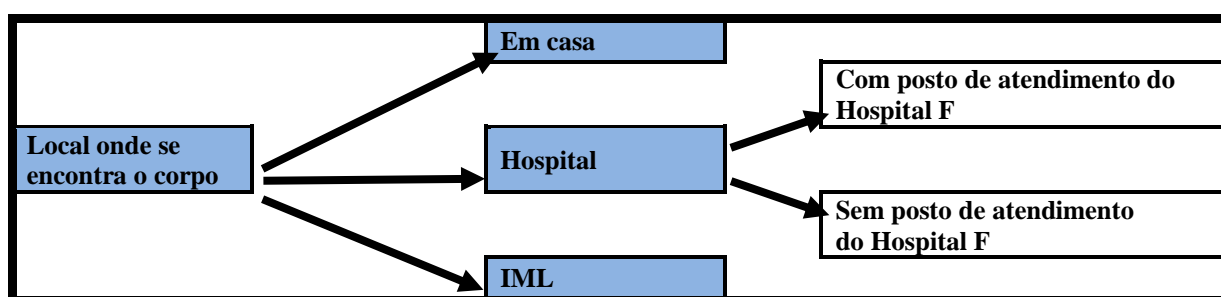 Em casa
Com posto de atendimento do
Hospital F
Local onde se
encontra o corpo
Hospital
Sem posto de atendimento
do Hospital F
IML